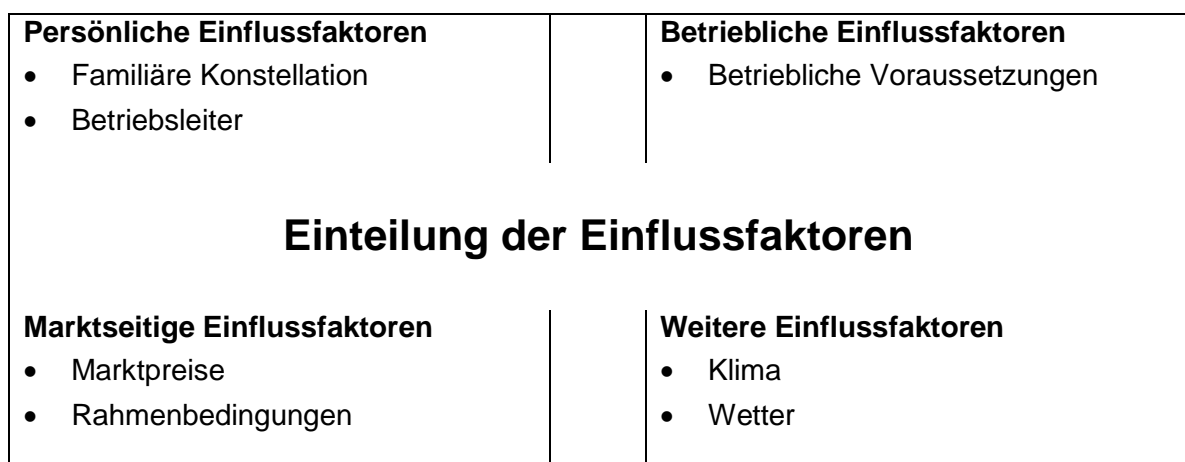 Persönliche Einflussfaktoren
• Familiäre Konstellation
• Betriebsleiter
Betriebliche Einflussfaktoren
• Betriebliche Voraussetzungen
Einteilung der Einflussfaktoren
Marktseitige Einflussfaktoren
• Marktpreise
• Rahmenbedingungen
Weitere Einflussfaktoren
• Klima
• Wetter